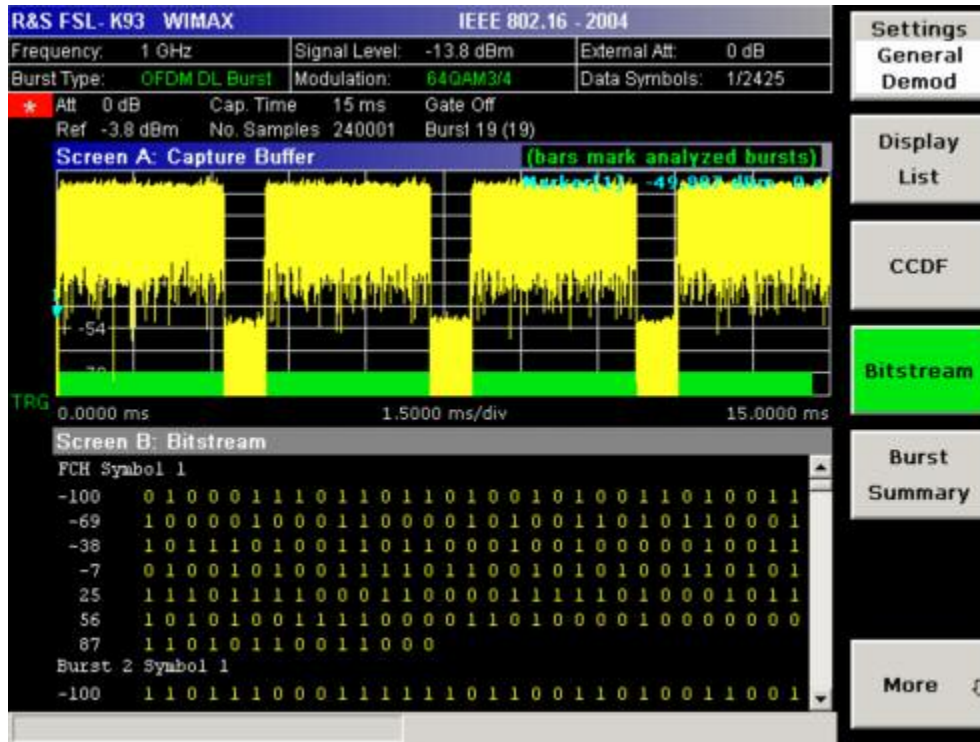 R&S FSL-K93 WIMAX IEEE 802.16 - 2004
Frequency: 1 GHz Signal Level: -13.8 dBm External Att: 0 dB
Burst Type: OFDM DL Burst Modulation: 64QAM3/4 Data Symbols: 1/2425
* Att 0 dB Cap. Time 15 ms Gate Off
Ref -3.8 dBm No. Samples 240001 Burst 19 (19)
Screen A: Capture Buffer (bars mark analyzed bursts)
Marker[1] dBm 0 s
1
-54
TRG
0.0000 ms 1.5000 ms/div 15.0000 ms
Screen B: Bitstream
FCH Symbol 1
-100 0 1 0 0 0 1 1 1 0 1 1 0 1 1 0 1 0 0 1 0 1 0 0 1 1 0 1 0 0 1 1
-69 1 0 0 0 0 1 0 0 0 1 1 1 0 0 0 0 1 0 0 1 0 1 1 1 0 1 1 0 0 0 1
-38 1 0 1 1 1 0 1 0 0 1 1 0 1 1 0 0 0 1 0 0 1 0 0 0 0 0 1 0 0 1 1
-7 0 1 0 0 1 0 1 0 0 1 1 1 1 0 1 1 0 0 1 0 1 0 1 0 0 1 1 0 1 0 1
25 1 1 1 0 1 0 1 1 1 0 0 0 1 1 1 0 0 0 0 1 1 1 1 1 1 0 0 1 0 1 1
56 1 0 1 0 1 0 0 1 1 1 1 0 0 0 0 1 1 0 1 0 0 0 0 1 0 0 0 0 0 0 0
87 1 1 0 1 0 1 1 0 0 1 1 0 0 0
Burst 2 Symbol 1
-100 1 1 1 0 1 1 1 0 0 0 1 1 1 1 1 1 0 1 1 0 0 1 1 0 1 0 0 1 1 0 0 1
Settings
General
Demod
Display
List
CCDF
Bitstream
Burst
Summary
More